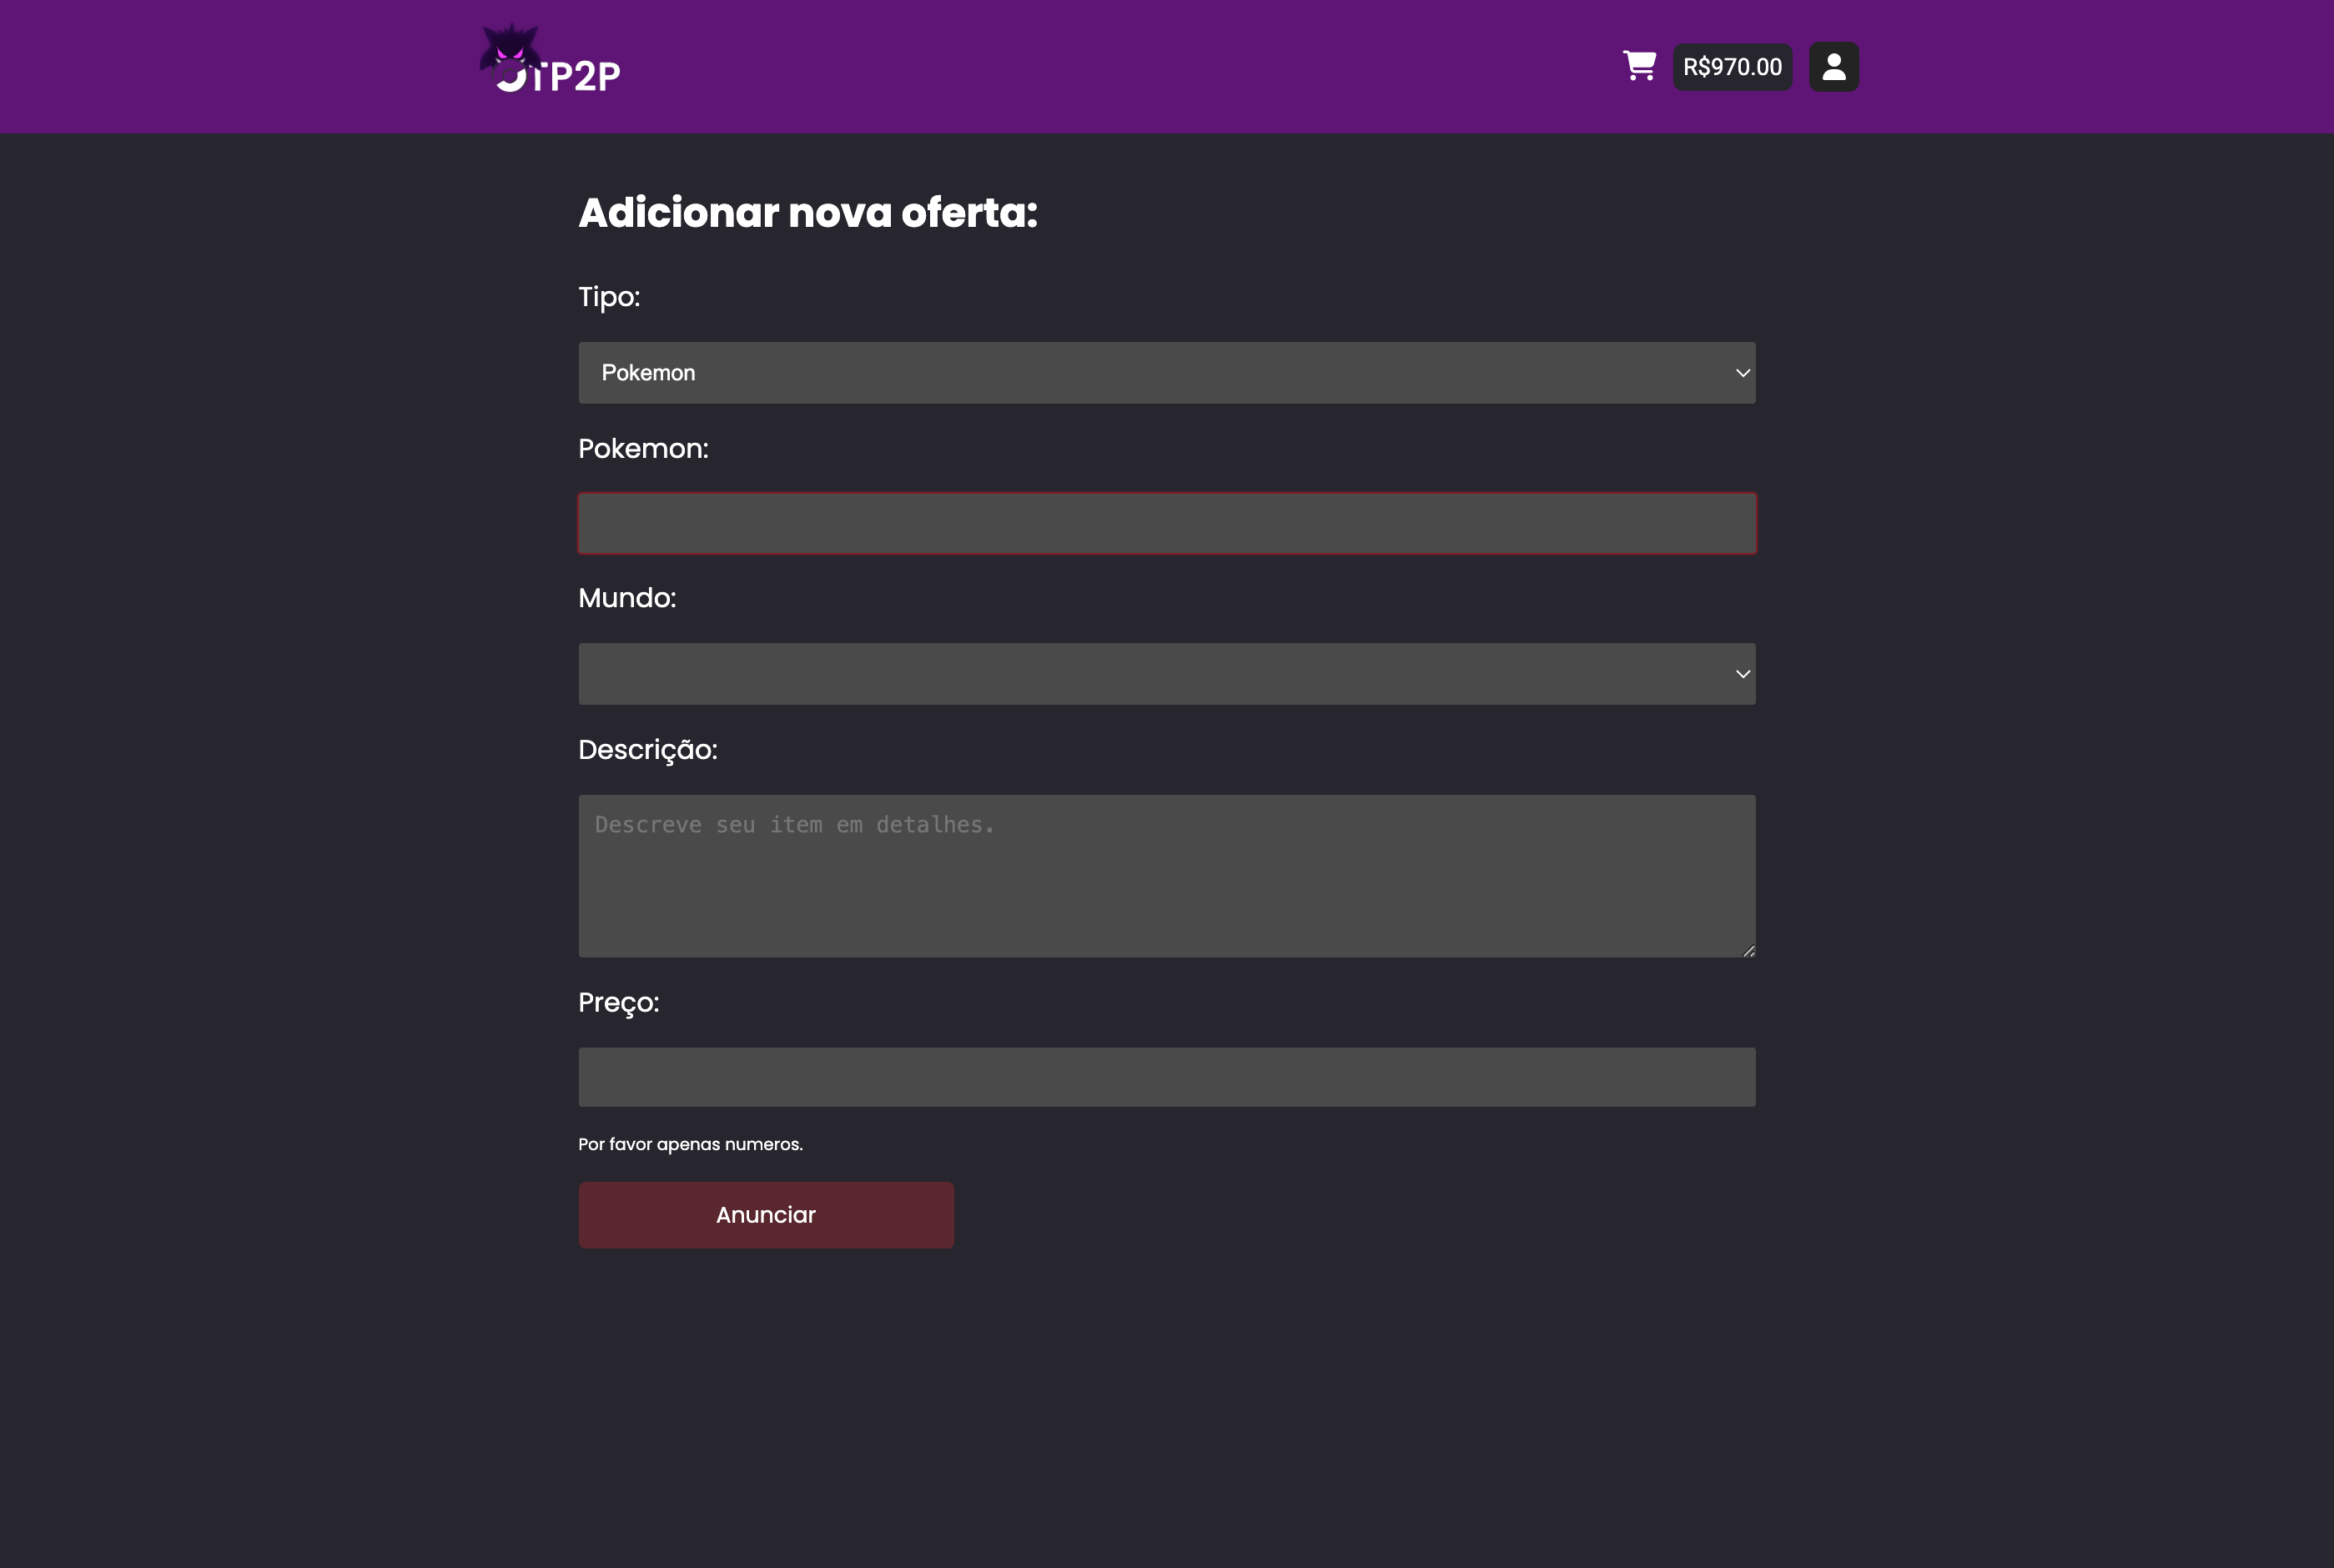 OTP2P
R$970.00
Adicionar nova oferta:
Tipo:
Pokemon
Pokemon:
Mundo:
Descrição:
Descreve seu item em detalhes.
Preço:
Por favor apenas numeros.
Anunciar